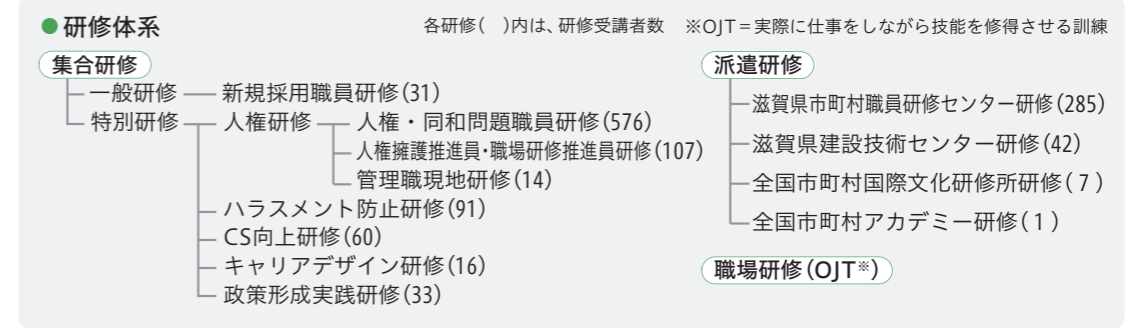 ●研修体系
各研修(　)内は、研修受講者数　※OJT＝実際に仕事をしながら技能を修得させる訓練
集合研修
一般研修 新規採用職員研修(31)
特別研修 人権研修 人権・同和問題職員研修(576)
人権擁護推進員・職場研修推進員研修(107)
管理職現地研修(14)
ハラスメント防止研修(91)
CS向上研修(60)
キャリアデザイン研修(16)
政策形成実践研修(33)
派遣研修
滋賀県市町村職員研修センター研修(285)
滋賀県建設技術センター研修(42)
全国市町村国際文化研修所研修(7)
全国市町村アカデミー研修(1)
職場研修(OJT※)